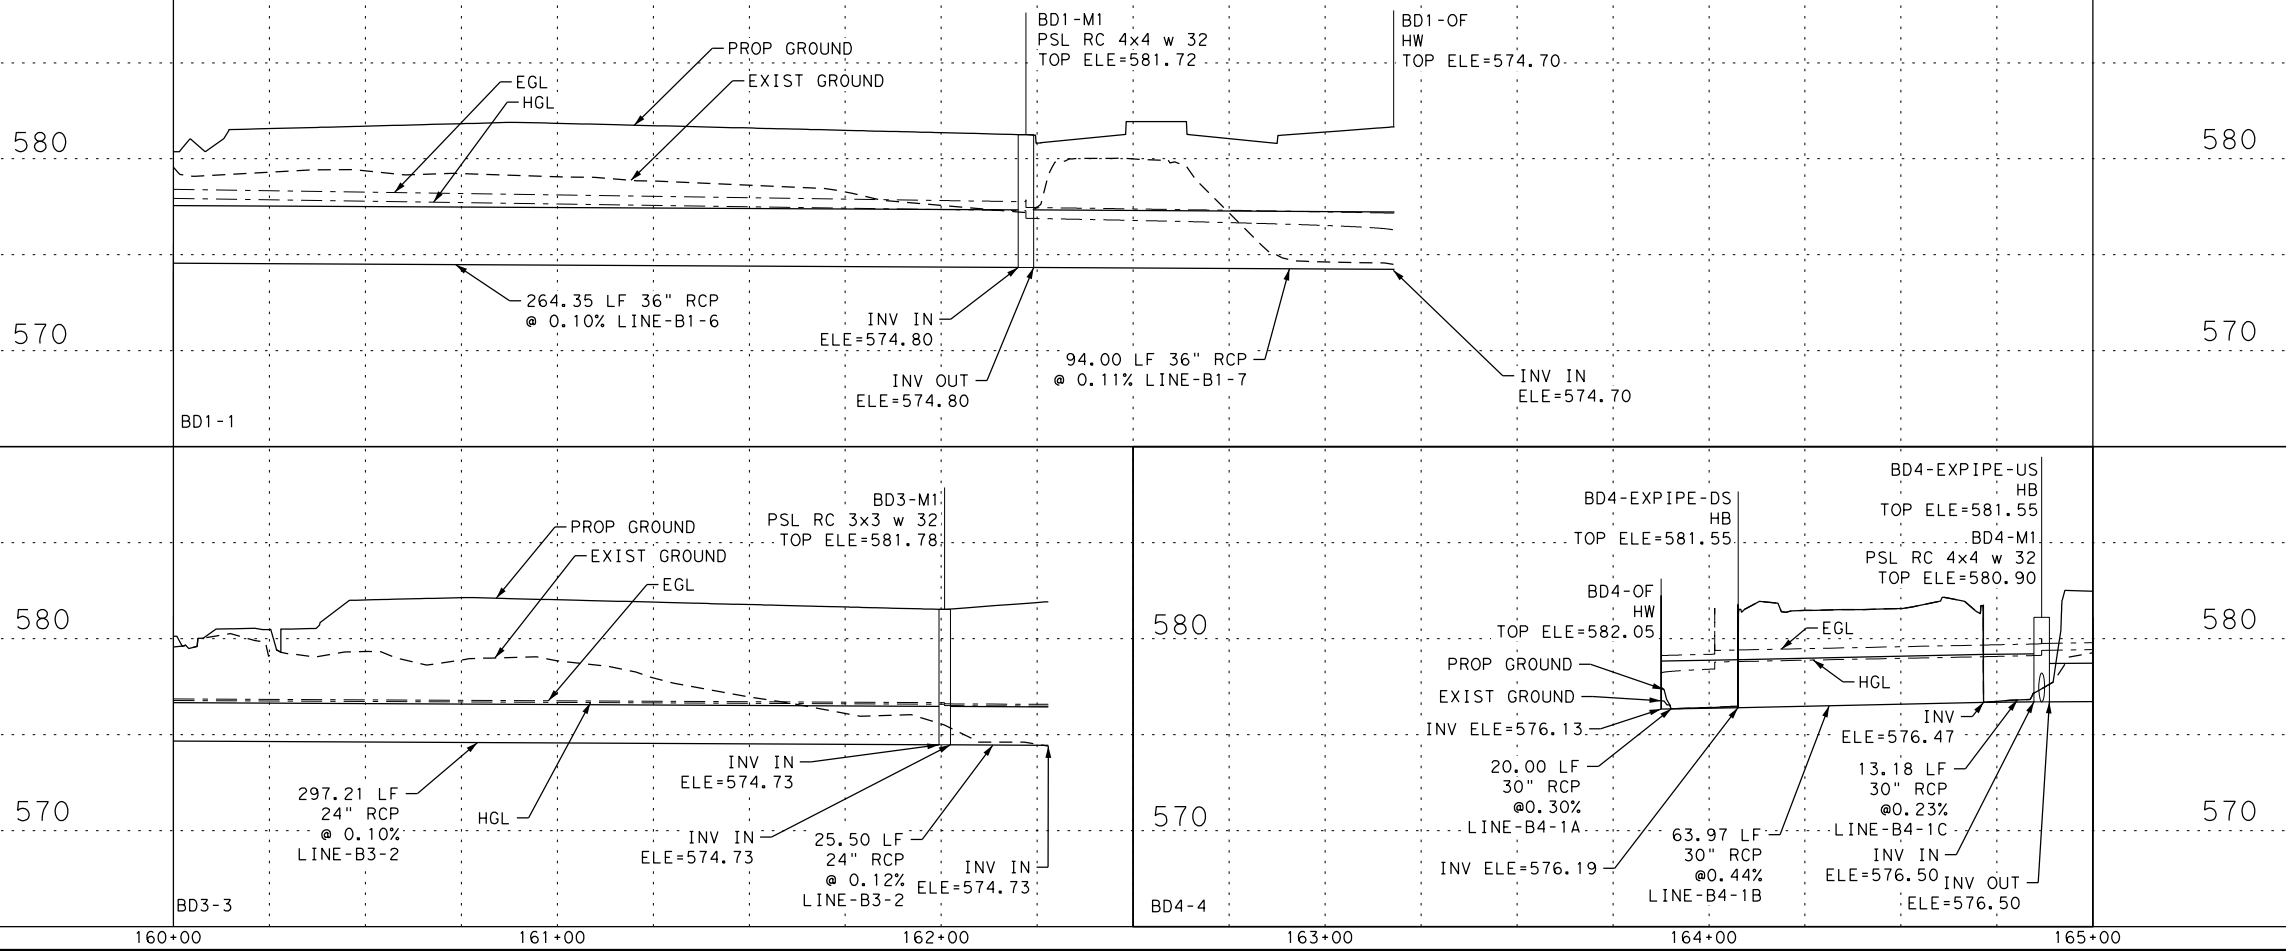 BD1-M1
PSL RC 4x4 w 32
TOP ELE=581.72
BD1-OF
HW
TOP ELE=574.70
PROP GROUND
EXIST GROUND
EGL
HGL
580
580
264.35 LF 36" RCP
@ 0.10% LINE-B1-6
INV IN
ELE=574.80
570
570
94.00 LF 36" RCP
@ 0.11% LINE-B1-7
INV OUT
ELE=574.80
INV IN
ELE=574.70
BD1-1
BD3-M1
PSL RC 3x3 w 32
TOP ELE=581.78
PROP GROUND
EXIST GROUND
EGL
580
INV IN
ELE=574.73
297.21 LF
24" RCP
@ 0.10%
LINE-B3-2
HGL
570
INV IN
ELE=574.73
25.50 LF
24" RCP
@ 0.12%
LINE-B3-2
INV IN
ELE=574.73
BD3-3
BD4-EXPIPE-US
HB
TOP ELE=581.55
BD4-EXPIPE-DS
HB
TOP ELE=581.55
BD4-M1
PSL RC 4x4 w 32
TOP ELE=580.90
BD4-OF
HW
TOP ELE=582.05
580
580
EGL
PROP GROUND
EXIST GROUND
HGL
INV ELE=576.13
INV
ELE=576.47
20.00 LF
30" RCP
@0.30%
LINE-B4-1A
13.18 LF
30" RCP
@0.23%
LINE-B4-1C
570
570
63.97 LF
30" RCP
@0.44%
LINE-B4-1B
INV ELE=576.19
INV IN
ELE=576.50
INV OUT
ELE=576.50
BD4-4
160+00
161+00
162+00
163+00
164+00
165+00